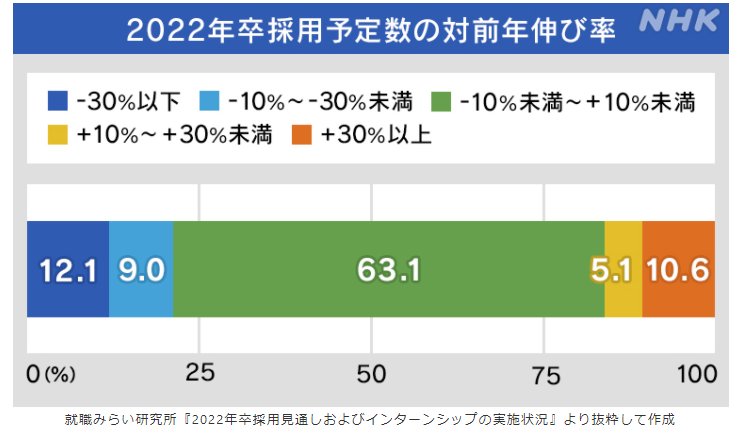 2022年卒採用予定数の対前年伸び率
NHK
-30%以下 -10%～-30%未満 -10%未満～+10%未満
+10%～+30%未満 +30%以上
12.1 9.0 63.1 5.1 10.6
0(%) 25 50 75 100
就職みらい研究所『2022年卒採用見通しおよびインターンシップの実施状況』より抜粋して作成